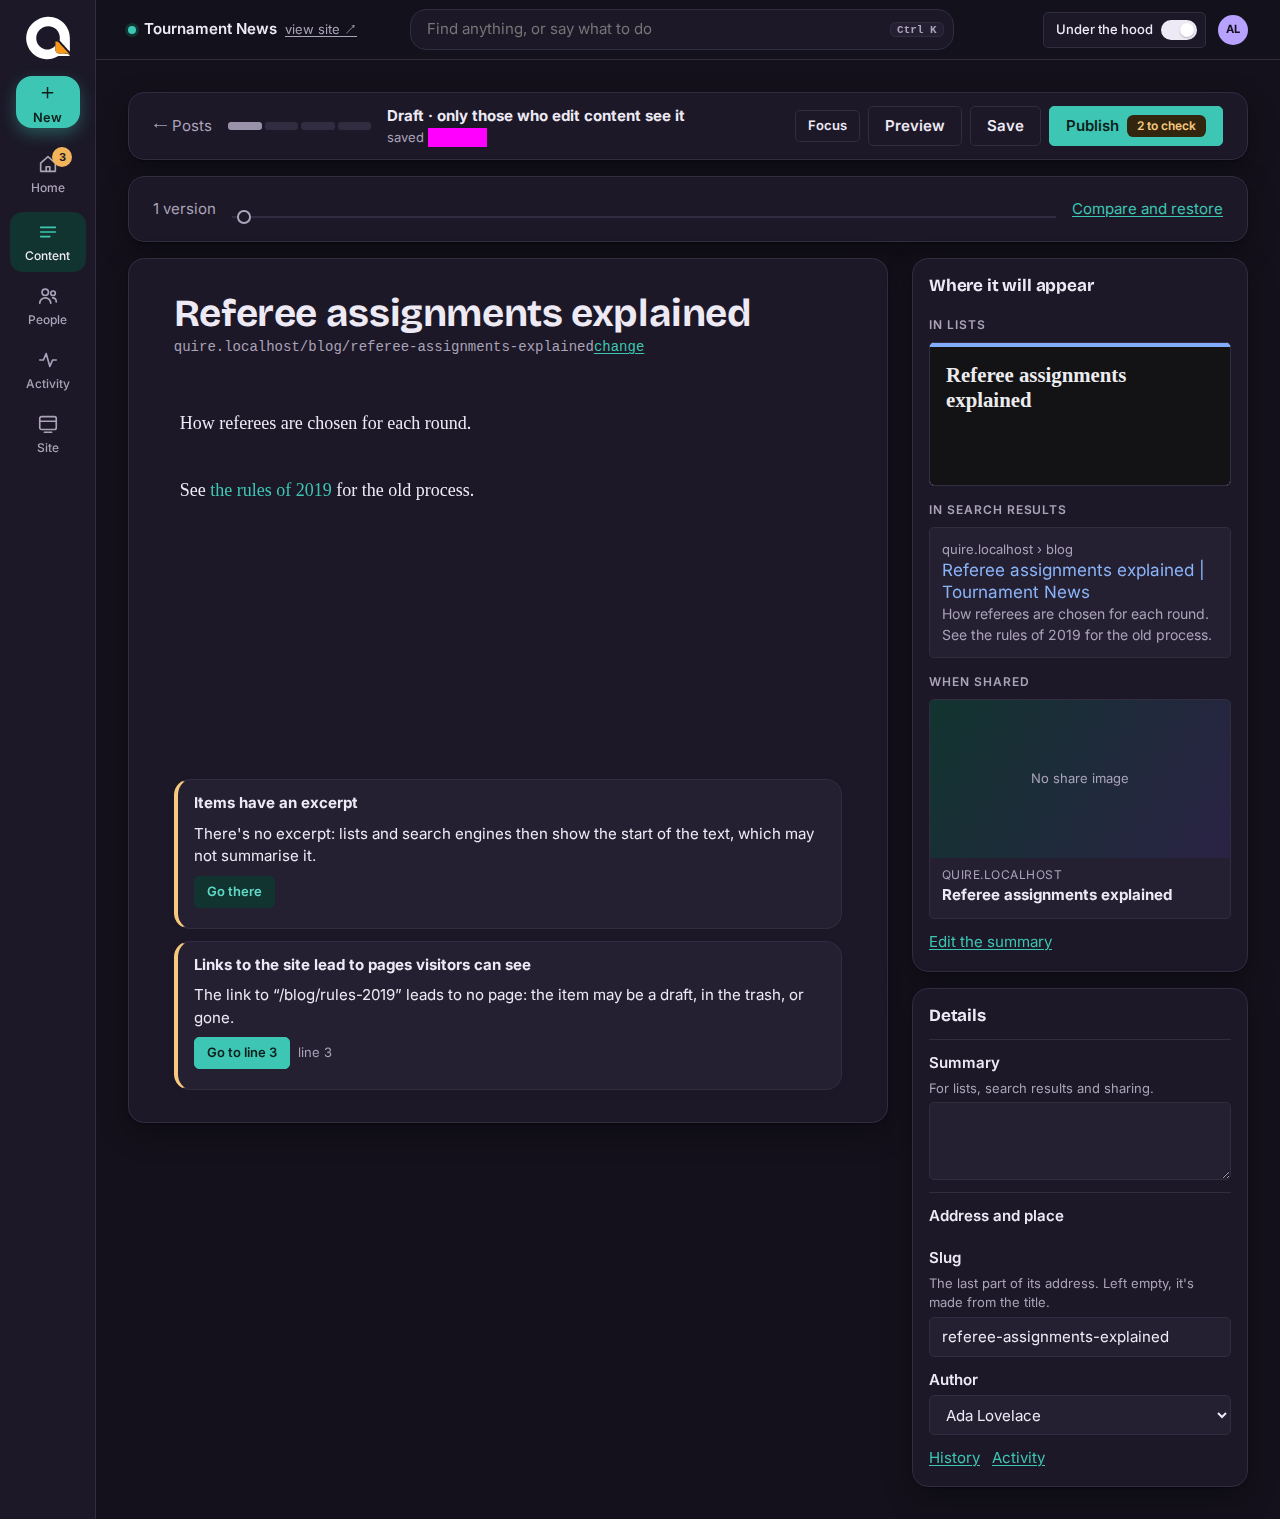 Tournament News view site ↗
Find anything, or say what to do
Ctrl K
Under the hood
AL
+
New
3
Home
Content
People
Activity
Site
← Posts
Draft · only those who edit content see it
saved
Focus
Preview
Save
Publish 2 to check
1 version
Compare and restore
Referee assignments explained
quire.localhost/blog/referee-assignments-explainedchange
How referees are chosen for each round.
See the rules of 2019 for the old process.
Items have an excerpt
There's no excerpt: lists and search engines then show the start of the text, which may
not summarise it.
Go there
Links to the site lead to pages visitors can see
The link to “/blog/rules-2019” leads to no page: the item may be a draft, in the trash, or
gone.
Go to line 3 line 3
Where it will appear
IN LISTS
Referee assignments
explained
IN SEARCH RESULTS
quire.localhost › blog
Referee assignments explained |
Tournament News
How referees are chosen for each round.
See the rules of 2019 for the old process.
WHEN SHARED
No share image
QUIRE.LOCALHOST
Referee assignments explained
Edit the summary
Details
Summary
For lists, search results and sharing.
Address and place
Slug
The last part of its address. Left empty, it's
made from the title.
referee-assignments-explained
Author
Ada Lovelace
History Activity